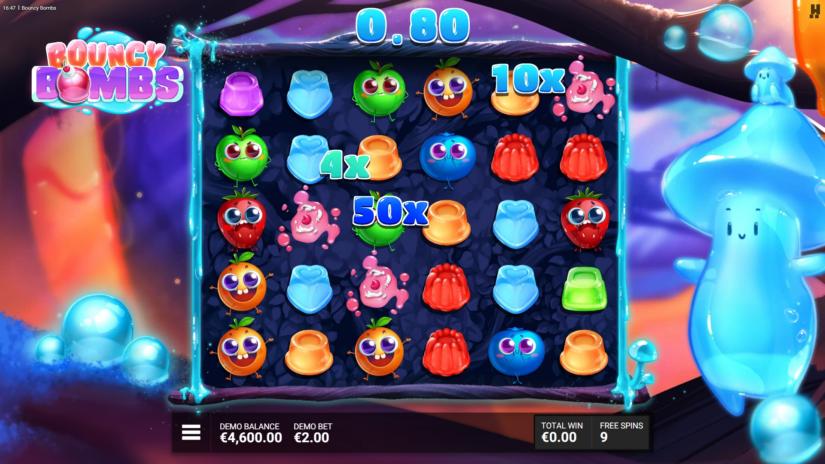 16:47 | Bouncy Bombs
0.80
BOUNCY
BOMBS
10x
4x
50x
DEMO BALANCE
€4,600.00
DEMO BET
€2.00
TOTAL WIN
€0.00
FREE SPINS
9